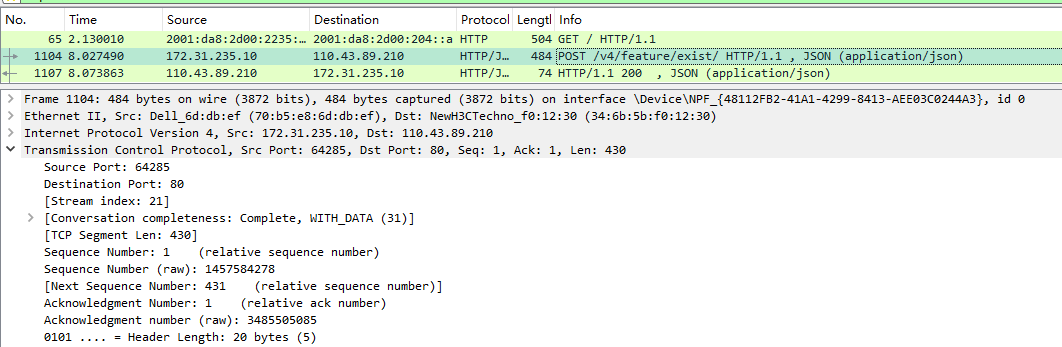 No. Time Source Destination Protocol Lengtl Info
65 2.130010 2001:da8:2d00:2235:… 2001:da8:2d00:204::a HTTP 504 GET / HTTP/1.1
1104 8.027490 172.31.235.10 110.43.89.210 HTTP/J… 484 POST /v4/feature/exist/ HTTP/1.1 , JSON (application/json)
1107 8.073863 110.43.89.210 172.31.235.10 HTTP/J… 74 HTTP/1.1 200 , JSON (application/json)
Frame 1104: 484 bytes on wire (3872 bits), 484 bytes captured (3872 bits) on interface \Device\NPF_{48112FB2-41A1-4299-8413-AEE03C0244A3}, id 0
Ethernet II, Src: Dell_6d:db:ef (70:b5:e8:6d:db:ef), Dst: NewH3CTechno_f0:12:30 (34:6b:5b:f0:12:30)
Internet Protocol Version 4, Src: 172.31.235.10, Dst: 110.43.89.210
Transmission Control Protocol, Src Port: 64285, Dst Port: 80, Seq: 1, Ack: 1, Len: 430
Source Port: 64285
Destination Port: 80
[Stream index: 21]
[Conversation completeness: Complete, WITH_DATA (31)]
[TCP Segment Len: 430]
Sequence Number: 1 (relative sequence number)
Sequence Number (raw): 1457584278
[Next Sequence Number: 431 (relative sequence number)]
Acknowledgment Number: 1 (relative ack number)
Acknowledgment number (raw): 3485505085
0101 .... = Header Length: 20 bytes (5)